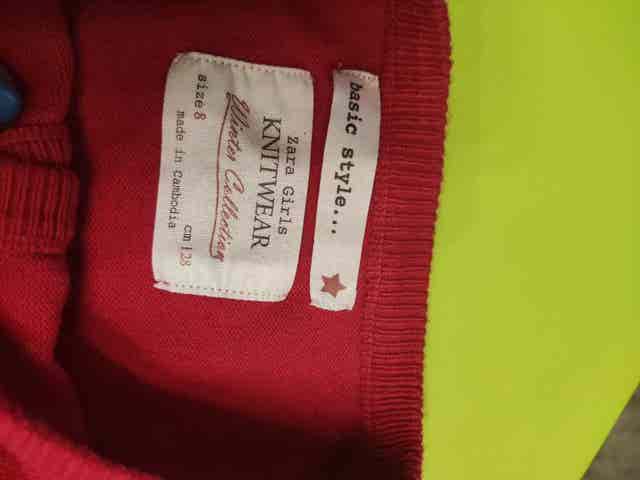 basic style...
Zara Girls
KNITWEAR
Winter Collection
size 8 cm 128
made in Cambodia